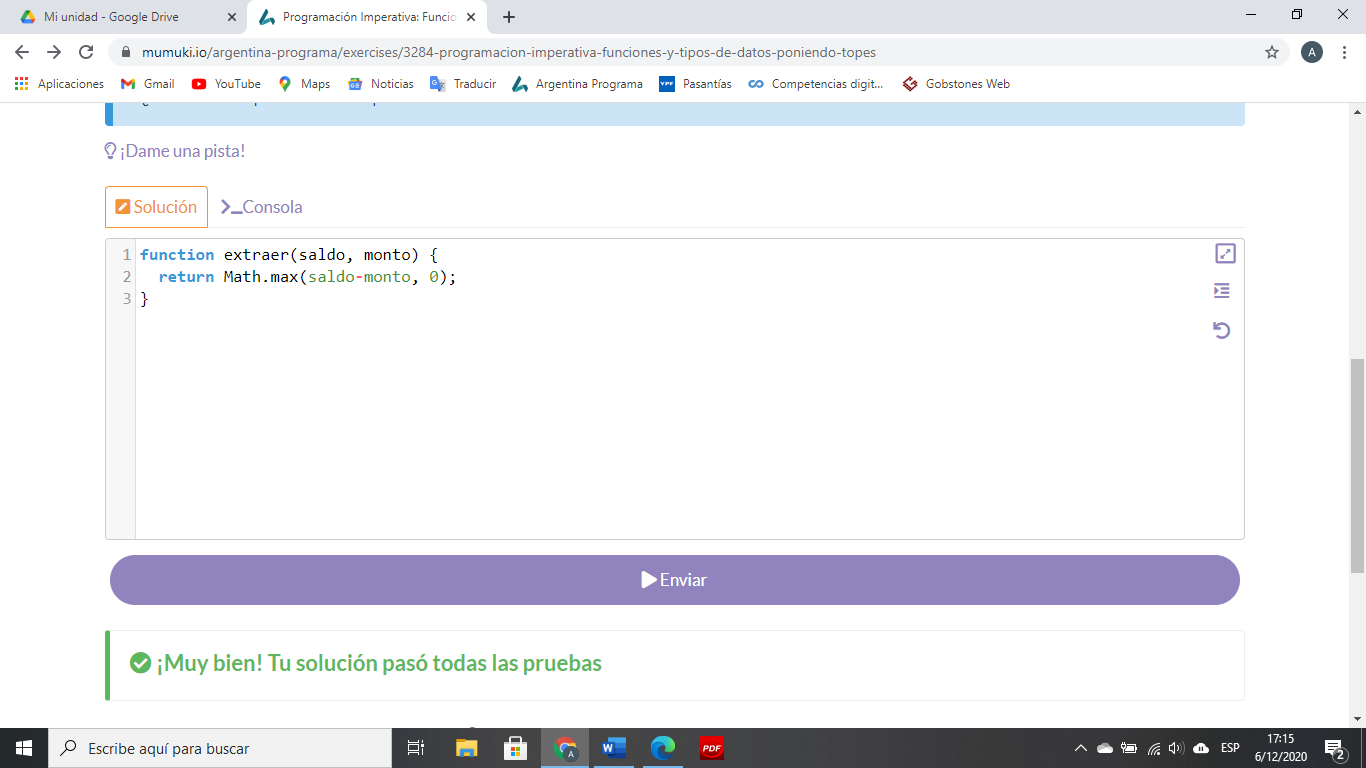 Mi unidad - Google Drive
Programación Imperativa: Funcio
mumuki.io/argentina-programa/exercises/3284-programacion-imperativa-funciones-y-tipos-de-datos-poniendo-topes
A
Aplicaciones
Gmail
YouTube
Maps
Noticias
Traducir
Argentina Programa
YPF
Pasantías
Competencias digit...
Gobstones Web
¡Dame una pista!
Solución
Consola
1 function extraer(saldo, monto) {
2 return Math.max(saldo-monto, 0);
3 }
Enviar
¡Muy bien! Tu solución pasó todas las pruebas
Escribe aquí para buscar
A
W
PDF
ESP
17:15
6/12/2020
2